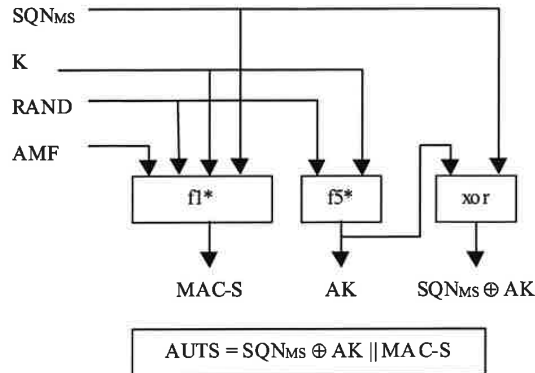 SQNMS
K
RAND
AMF
f1*
f5*
xor
MAC-S
AK
SQNMS ⊕ AK
AUTS = SQNMS ⊕ AK || MAC-S